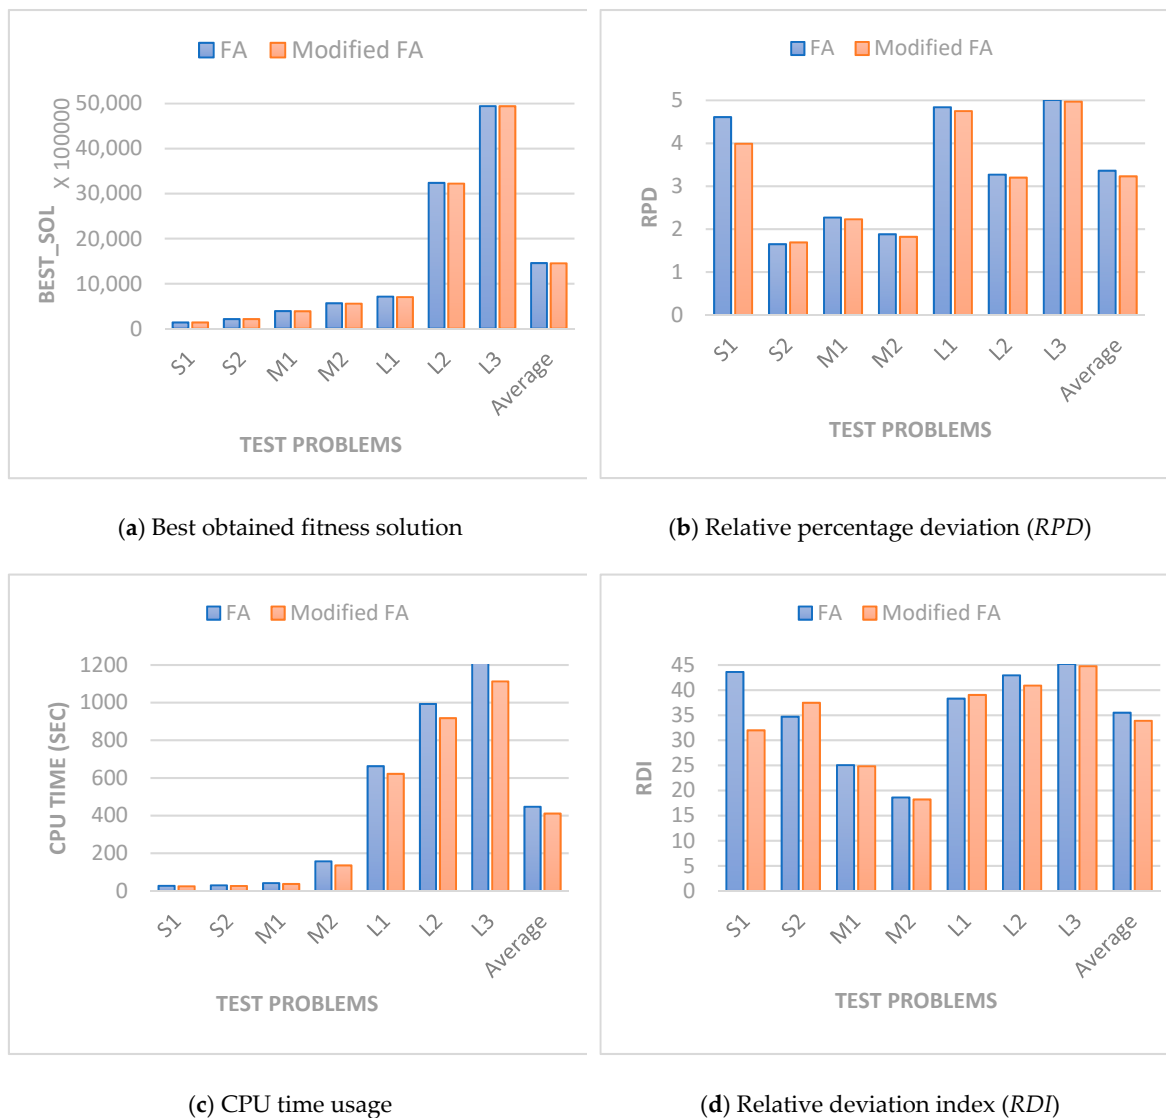 FA Modified FA
50,000
40,000
30,000
20,000
10,000
0
BEST_SOL
X 100000
S1 S2 M1 M2 L1 L2 L3 Average
TEST PROBLEMS
(a) Best obtained fitness solution
FA Modified FA
5
4
3
2
1
0
RPD
S1 S2 M1 M2 L1 L2 L3 Average
TEST PROBLEMS
(b) Relative percentage deviation (RPD)
FA Modified FA
1200
1000
800
600
400
200
0
CPU TIME (SEC)
S1 S2 M1 M2 L1 L2 L3 Average
TEST PROBLEMS
(c) CPU time usage
FA Modified FA
45
40
35
30
25
20
15
10
5
0
RDI
S1 S2 M1 M2 L1 L2 L3 Average
TEST PROBLEMS
(d) Relative deviation index (RDI)